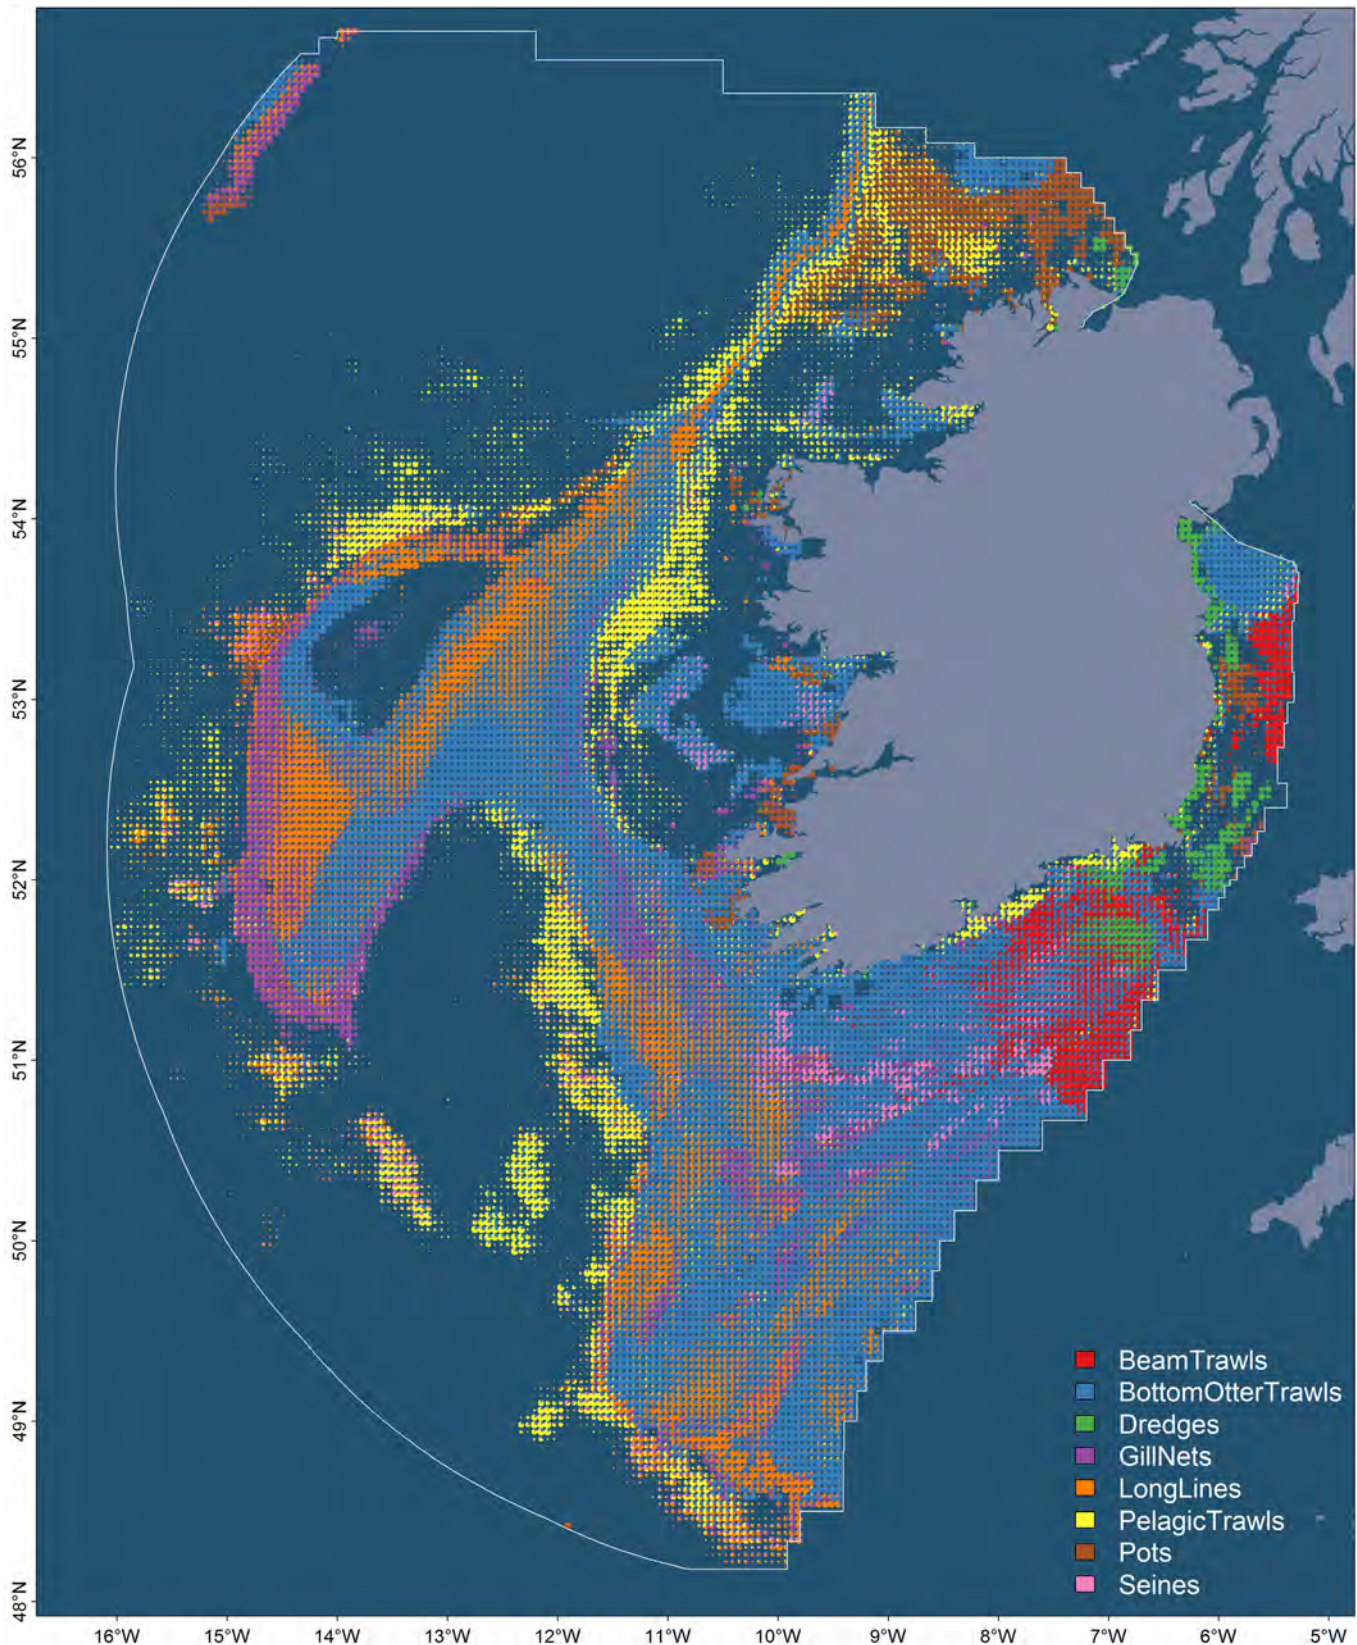 56°N
55°N
54°N
53°N
52°N
51°N
50°N
49°N
48°N
BeamTrawls
BottomOtterTrawls
Dredges
GillNets
LongLines
PelagicTrawls
Pots
Seines
16°W 15°W 14°W 13°W 12°W 11°W 10°W 9°W 8°W 7°W 6°W 5°W